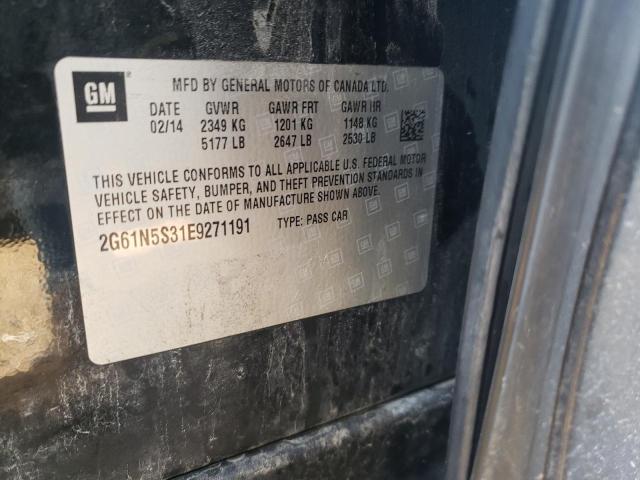 GM
MFD BY GENERAL MOTORS OF CANADA LTD.
DATE GVWR GAWR FRT GAWR RR
02/14 2349 KG 1201 KG 1148 KG
5177 LB 2647 LB 2530 LB
THIS VEHICLE CONFORMS TO ALL APPLICABLE U.S. FEDERAL MOTOR
VEHICLE SAFETY, BUMPER, AND THEFT PREVENTION STANDARDS IN
EFFECT ON THE DATE OF MANUFACTURE SHOWN ABOVE.
2G61N5S31E9271191 TYPE: PASS CAR